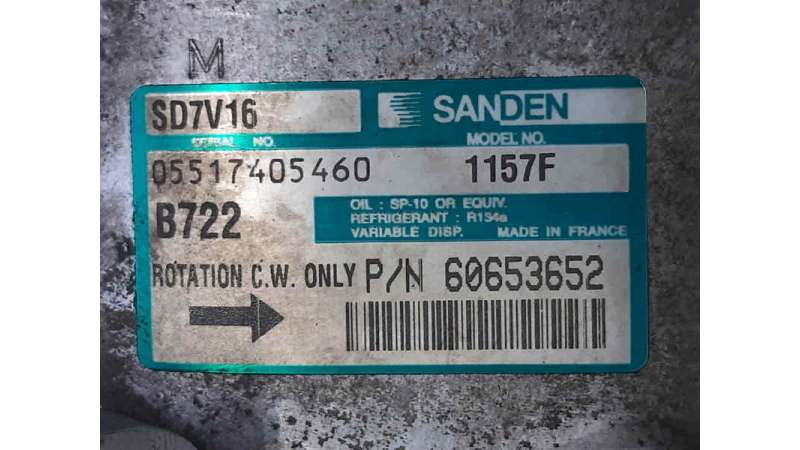 M
SD7V16
SANDEN
SERIAL NO.
MODEL NO.
05517405460
1157F
B722
OIL : SP-10 OR EQUIV.
REFRIGERANT : R134a
VARIABLE DISP. MADE IN FRANCE
ROTATION C.W. ONLY P/N 60653652